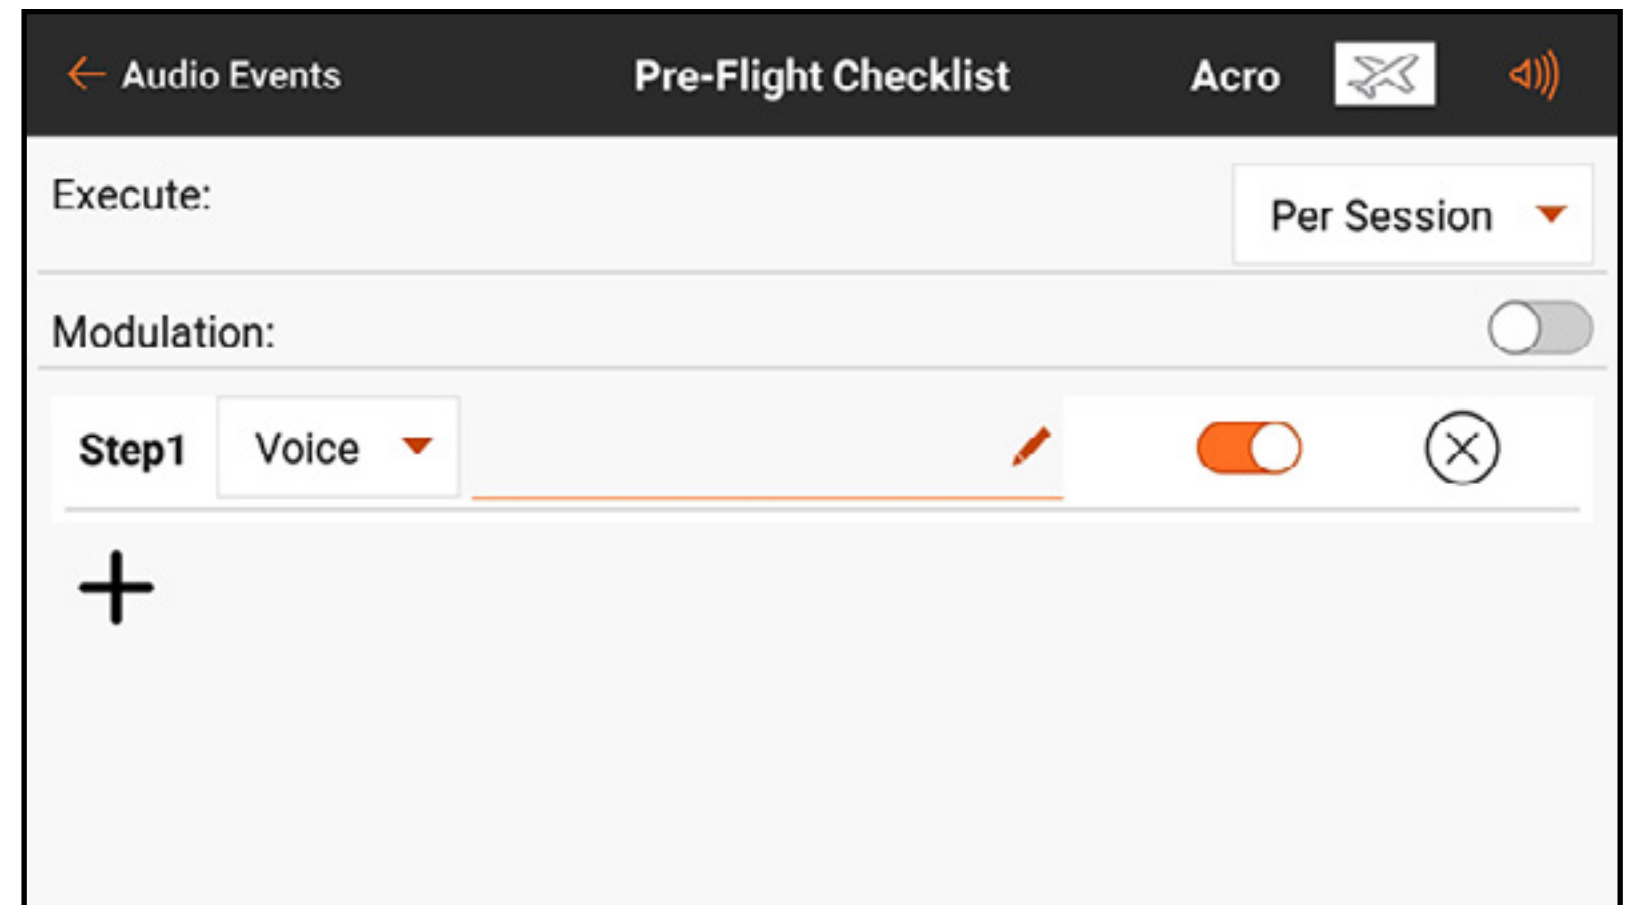 Audio Events Pre-Flight Checklist Acro
Execute: Per Session
Modulation:
Step1 Voice